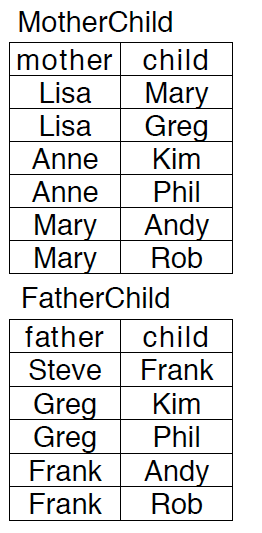 MotherChild
mother child
Lisa Mary
Lisa Greg
Anne Kim
Anne Phil
Mary Andy
Mary Rob
FatherChild
father child
Steve Frank
Greg Kim
Greg Phil
Frank Andy
Frank Rob